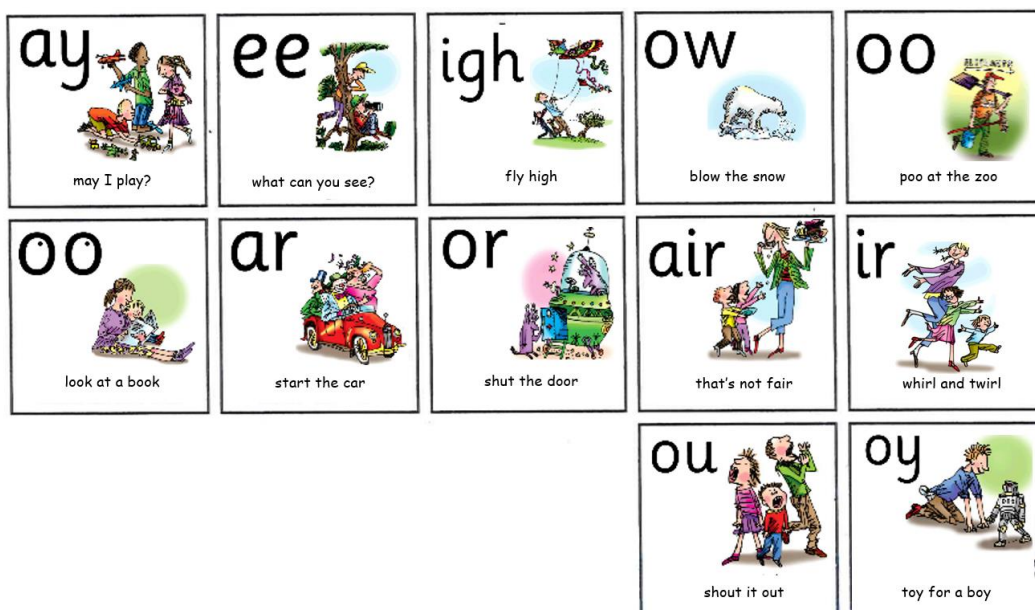 ay
may I play?
ee
what can you see?
igh
fly high
ow
blow the snow
oo
poo at the zoo
oo
look at a book
ar
start the car
or
shut the door
air
that's not fair
ir
whirl and twirl
ou
shout it out
oy
toy for a boy